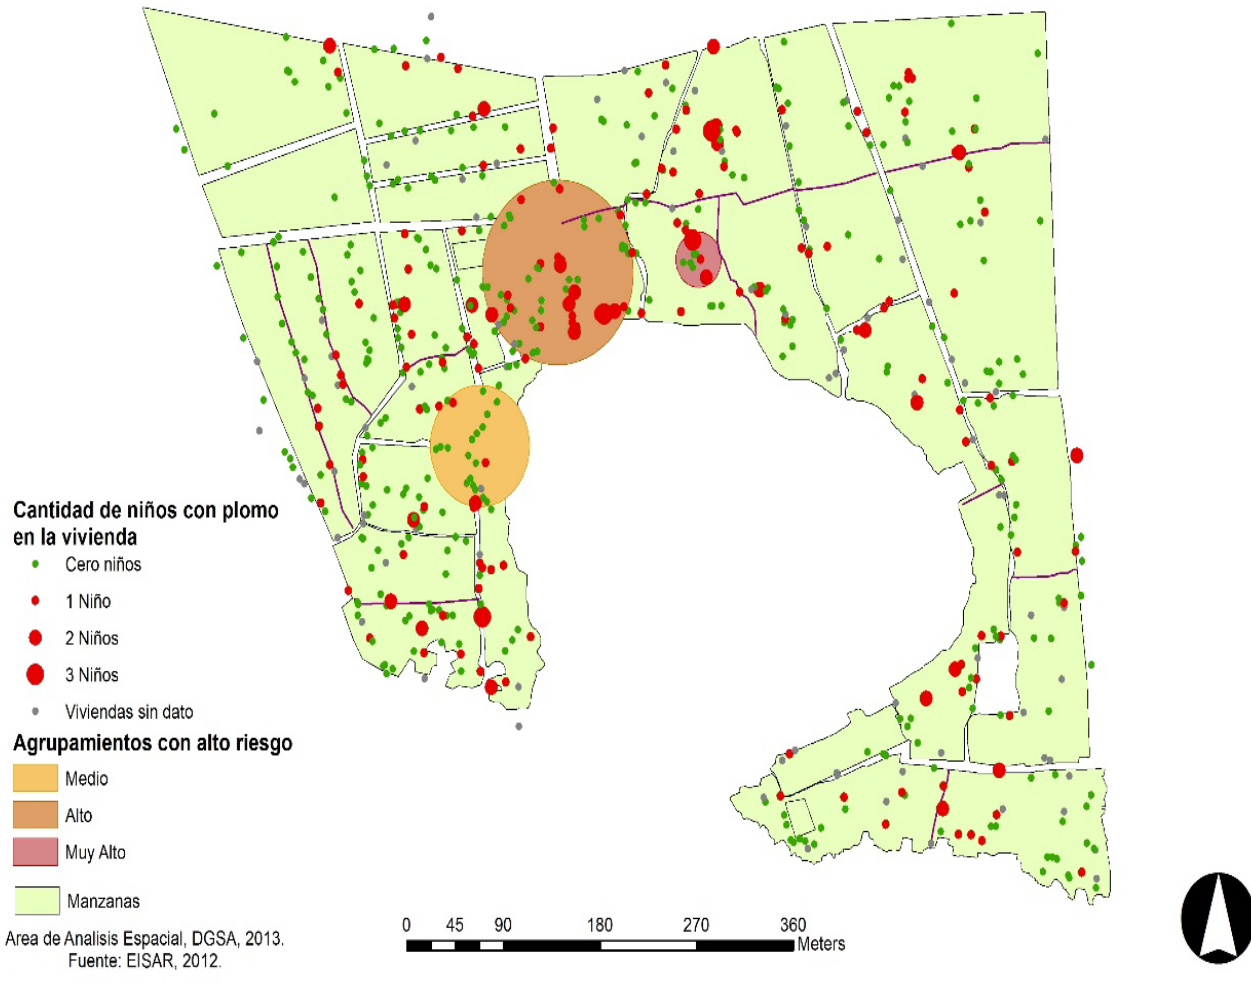 Cantidad de niños con plomo
en la vivienda
Cero niños
1 Niño
2 Niños
3 Niños
Viviendas sin dato
Agrupamientos con alto riesgo
Medio
Alto
Muy Alto
Manzanas
Area de Analisis Espacial, DGSA, 2013.
Fuente: EISAR, 2012.
0 45 90 180 270 360
Meters